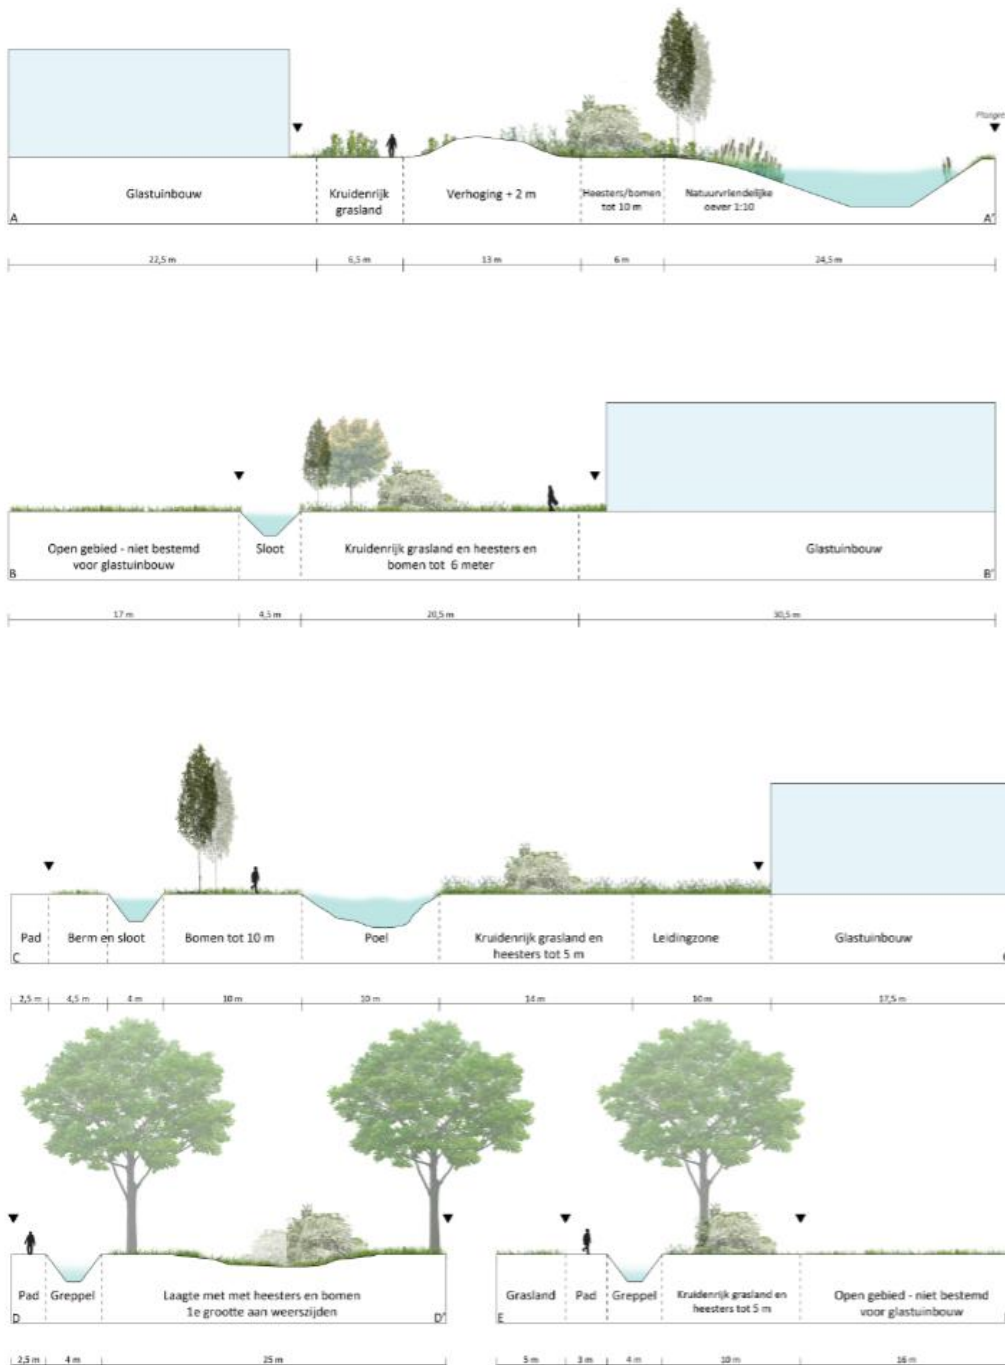 Glastuinbouw
Kruidenrijk
grasland
Verhoging + 2 m
Heesters/bomen
tot 10 m
Natuurvriendelijke
oever 1:10
A
A'
22,5 m
6,5 m
13 m
6 m
24,5 m
Open gebied - niet bestemd
voor glastuinbouw
Sloot
Kruidenrijk grasland en heesters en
bomen tot 6 meter
Glastuinbouw
B
B'
17 m
4,5 m
20,5 m
30,5 m
Pad
Berm en sloot
Bomen tot 10 m
Poel
Kruidenrijk grasland en
heesters tot 5 m
Leidingzone
Glastuinbouw
C
2,5 m
4,5 m
4 m
10 m
10 m
14 m
10 m
17,5 m
Pad
Greppel
Laagte met met heesters en bomen
1e grootte aan weerszijden
D
D'
2,5 m
4 m
25 m
Grasland
Pad
Greppel
Kruidenrijk grasland en
heesters tot 5 m
Open gebied - niet bestemd
voor glastuinbouw
E
5 m
3 m
4 m
10 m
16 m